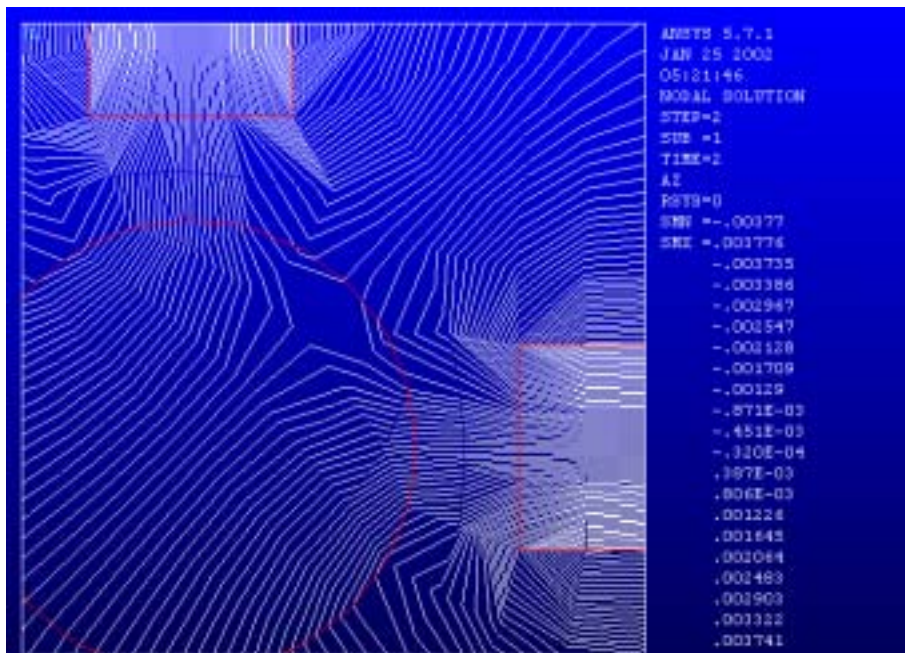 ANSYS 5.7.1
JAN 25 2002
05:21:46
NODAL SOLUTION
STEP=2
SUB =1
TIME=2
AZ
RSYS=0
SMN =-.00377
SMX =.003776
-.003735
-.003386
-.002967
-.002547
-.002128
-.001709
-.00129
-.871E-03
-.451E-03
-.320E-04
.387E-03
.806E-03
.001226
.001645
.002064
.002483
.002903
.003322
.003741